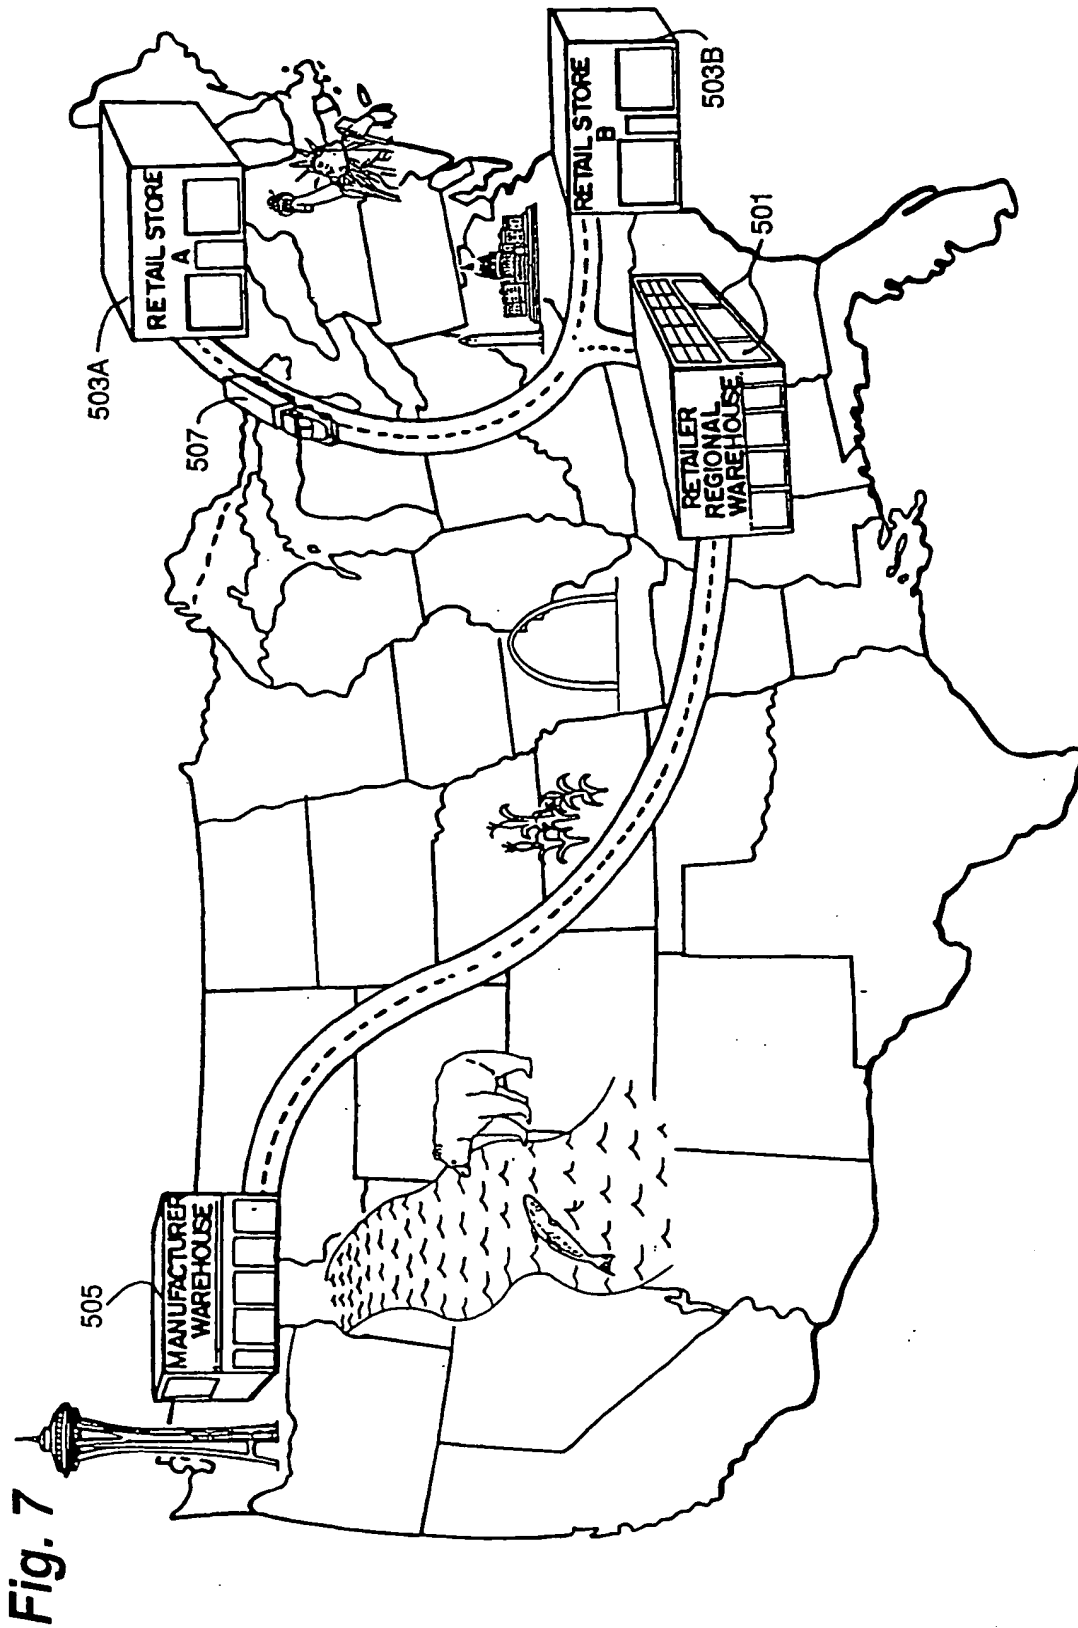 Fig. 7
505
MANUFACTURER
WAREHOUSE
507
503A
RETAIL STORE
A
RETAILER
REGIONAL
WAREHOUSE
501
RETAIL STORE
B
503B